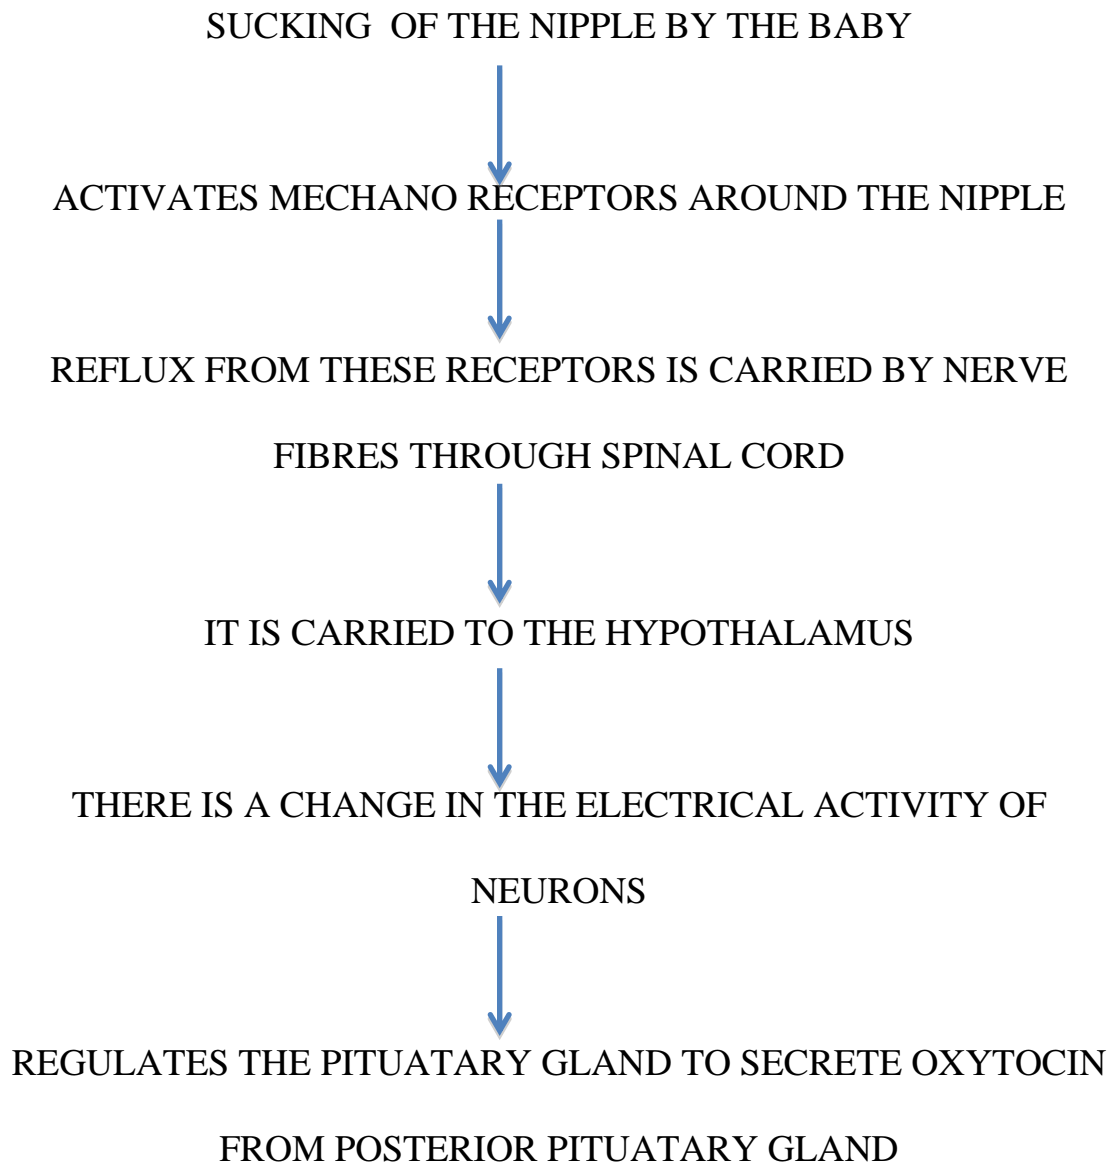 SUCKING OF THE NIPPLE BY THE BABY
ACTIVATES MECHANO RECEPTORS AROUND THE NIPPLE
REFLUX FROM THESE RECEPTORS IS CARRIED BY NERVE
FIBRES THROUGH SPINAL CORD
IT IS CARRIED TO THE HYPOTHALAMUS
THERE IS A CHANGE IN THE ELECTRICAL ACTIVITY OF
NEURONS
REGULATES THE PITUATARY GLAND TO SECRETE OXYTOCIN
FROM POSTERIOR PITUATARY GLAND